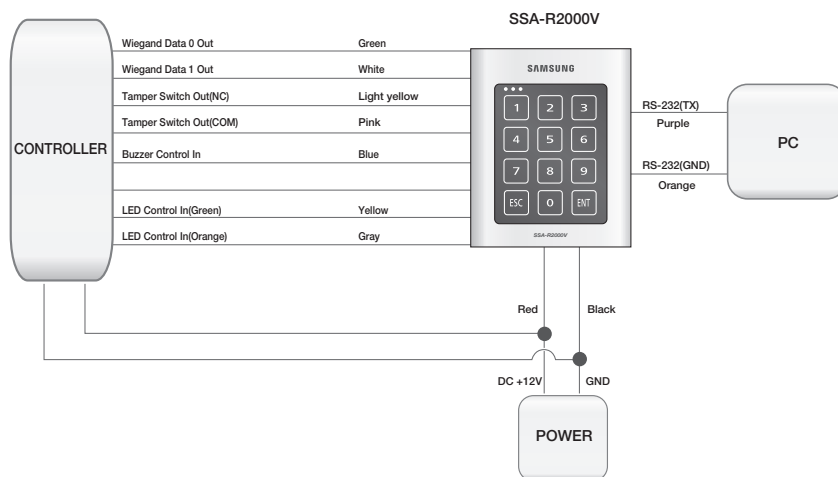 SSA-R2000V
Wiegand Data 0 Out Green
Wiegand Data 1 Out White
Tamper Switch Out(NC) Light yellow
Tamper Switch Out(COM) Pink
Buzzer Control In Blue
LED Control In(Green) Yellow
LED Control In(Orange) Gray
CONTROLLER
SAMSUNG
1 2 3
4 5 6
7 8 9
ESC 0 ENT
SSA-R2000V
RS-232(TX)
Purple
RS-232(GND)
Orange
PC
Red Black
DC +12V GND
POWER